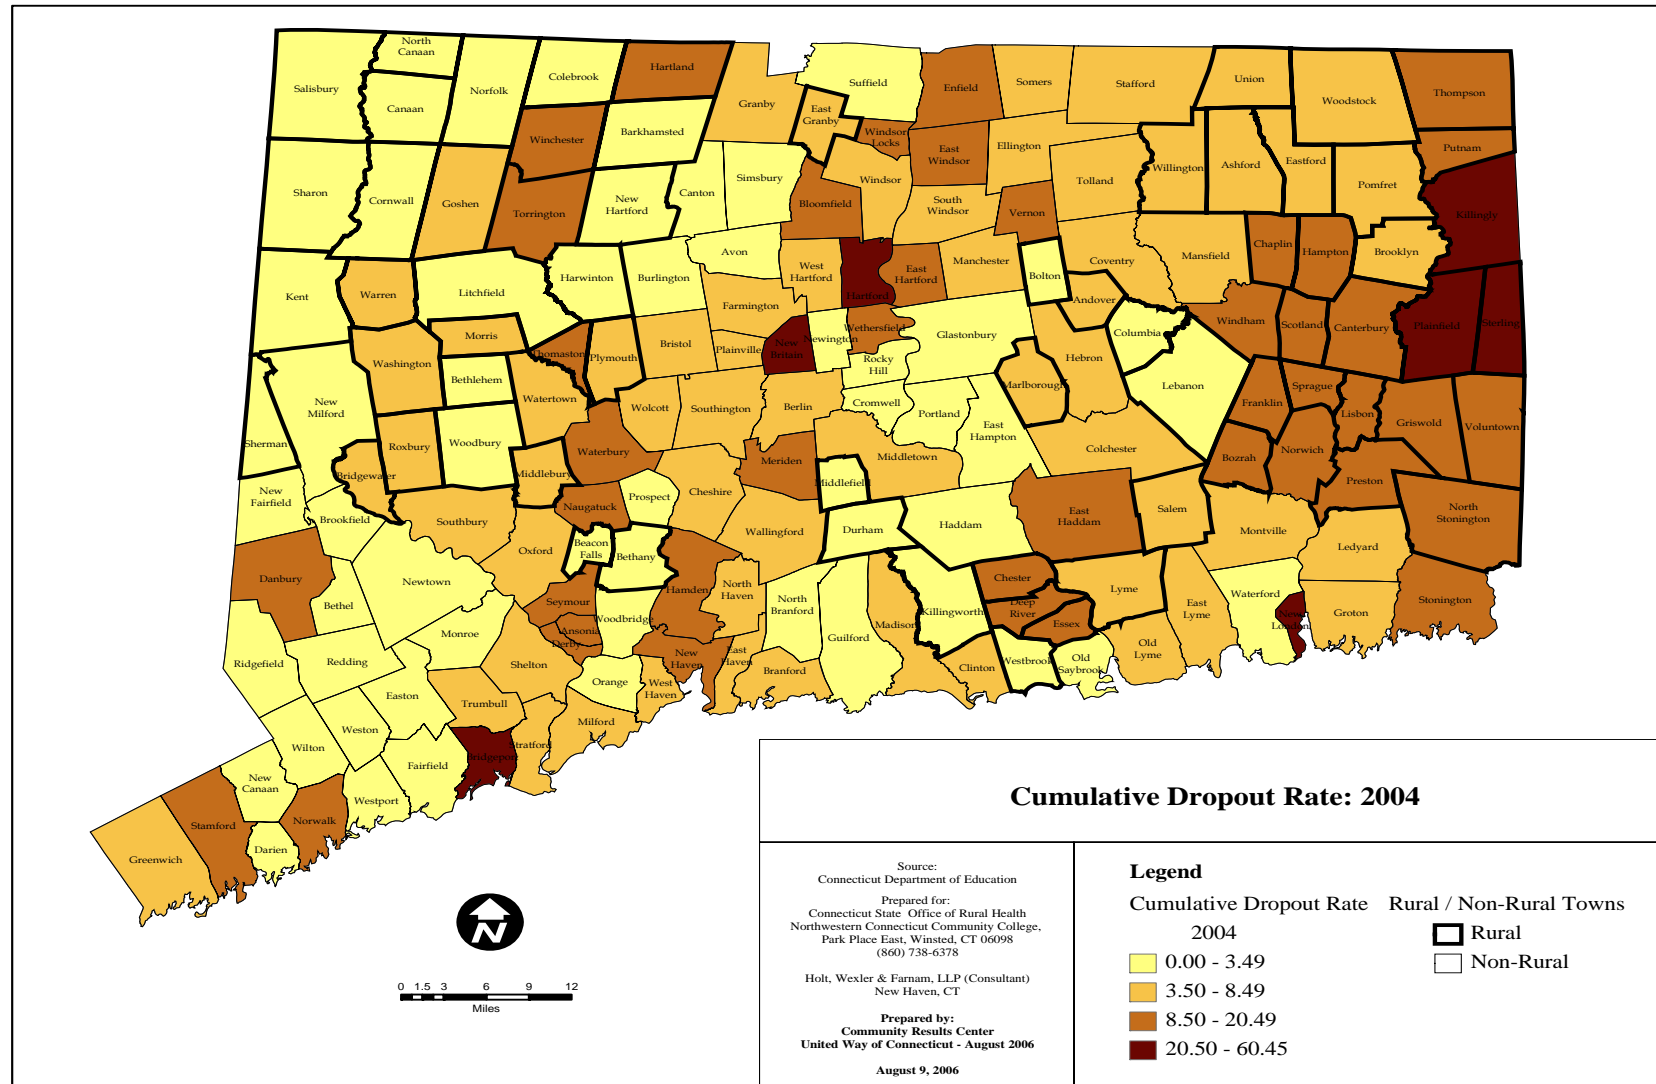 North
Canaan
Salisbury
Canaan
Norfolk
Colebrook
Hartland
Granby
Suffield
Enfield
Somers
Stafford
Union
Woodstock
Thompson
East
Granby
Windsor
Locks
East
Windsor
Ellington
Putnam
Winchester
Barkhamsted
Willington
Ashford
Eastford
Pomfret
Sharon
Cornwall
Goshen
Torrington
New
Hartford
Canton
Simsbury
Bloomfield
Windsor
South
Windsor
Vernon
Tolland
Killingly
Kent
Warren
Litchfield
Harwinton
Burlington
Avon
West
Hartford
Hartford
East
Hartford
Manchester
Bolton
Coventry
Mansfield
Chaplin
Hampton
Brooklyn
Andover
Farmington
Washington
Morris
Thomaston
Plymouth
Bristol
Plainville
New
Britain
Newington
Wethersfield
Rocky
Hill
Glastonbury
Hebron
Columbia
Windham
Scotland
Canterbury
Plainfield
Sterling
Bethlehem
Watertown
Wolcott
Southington
Berlin
Cromwell
Portland
East
Hampton
Marlborough
Lebanon
Franklin
Sprague
Lisbon
Griswold
Voluntown
New
Milford
Sherman
Roxbury
Woodbury
Bridgewater
Middlebury
Waterbury
Meriden
Middletown
Colchester
Bozrah
Norwich
Preston
North
Stonington
New
Fairfield
Brookfield
Southbury
Naugatuck
Prospect
Cheshire
Wallingford
Middlefield
Durham
Haddam
East
Haddam
Salem
Montville
Ledyard
Danbury
Bethel
Newtown
Oxford
Beacon
Falls
Bethany
Hamden
North
Haven
North
Branford
Guilford
Madison
Killingworth
Chester
Deep
River
Essex
Lyme
East
Lyme
Waterford
New
London
Groton
Stonington
Ridgefield
Redding
Monroe
Seymour
Ansonia
Derby
Woodbridge
New
Haven
East
Haven
Branford
Clinton
Westbrook
Old
Saybrook
Old
Lyme
Shelton
Orange
West
Haven
Easton
Trumbull
Milford
Stratford
Weston
Wilton
Fairfield
Bridgeport
New
Canaan
Westport
Norwalk
Stamford
Darien
Greenwich
N
0 1.5 3 6 9 12
Miles
Cumulative Dropout Rate: 2004
Source:
Connecticut Department of Education
Prepared for:
Connecticut State Office of Rural Health
Northwestern Connecticut Community College,
Park Place East, Winsted, CT 06098
(860) 738-6378
Holt, Wexler & Farnam, LLP (Consultant)
New Haven, CT
Prepared by:
Community Results Center
United Way of Connecticut - August 2006
August 9, 2006
Legend
Cumulative Dropout Rate Rural / Non-Rural Towns
2004
Rural
Non-Rural
0.00 - 3.49
3.50 - 8.49
8.50 - 20.49
20.50 - 60.45